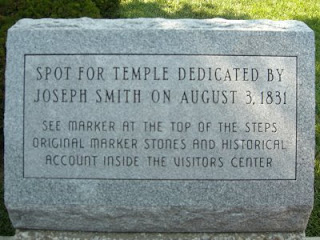 SPOT FOR TEMPLE DEDICATED BY
JOSEPH SMITH ON AUGUST 3, 1831
SEE MARKER AT THE TOP OF THE STEPS
ORIGINAL MARKER STONES AND HISTORICAL
ACCOUNT INSIDE THE VISITORS CENTER